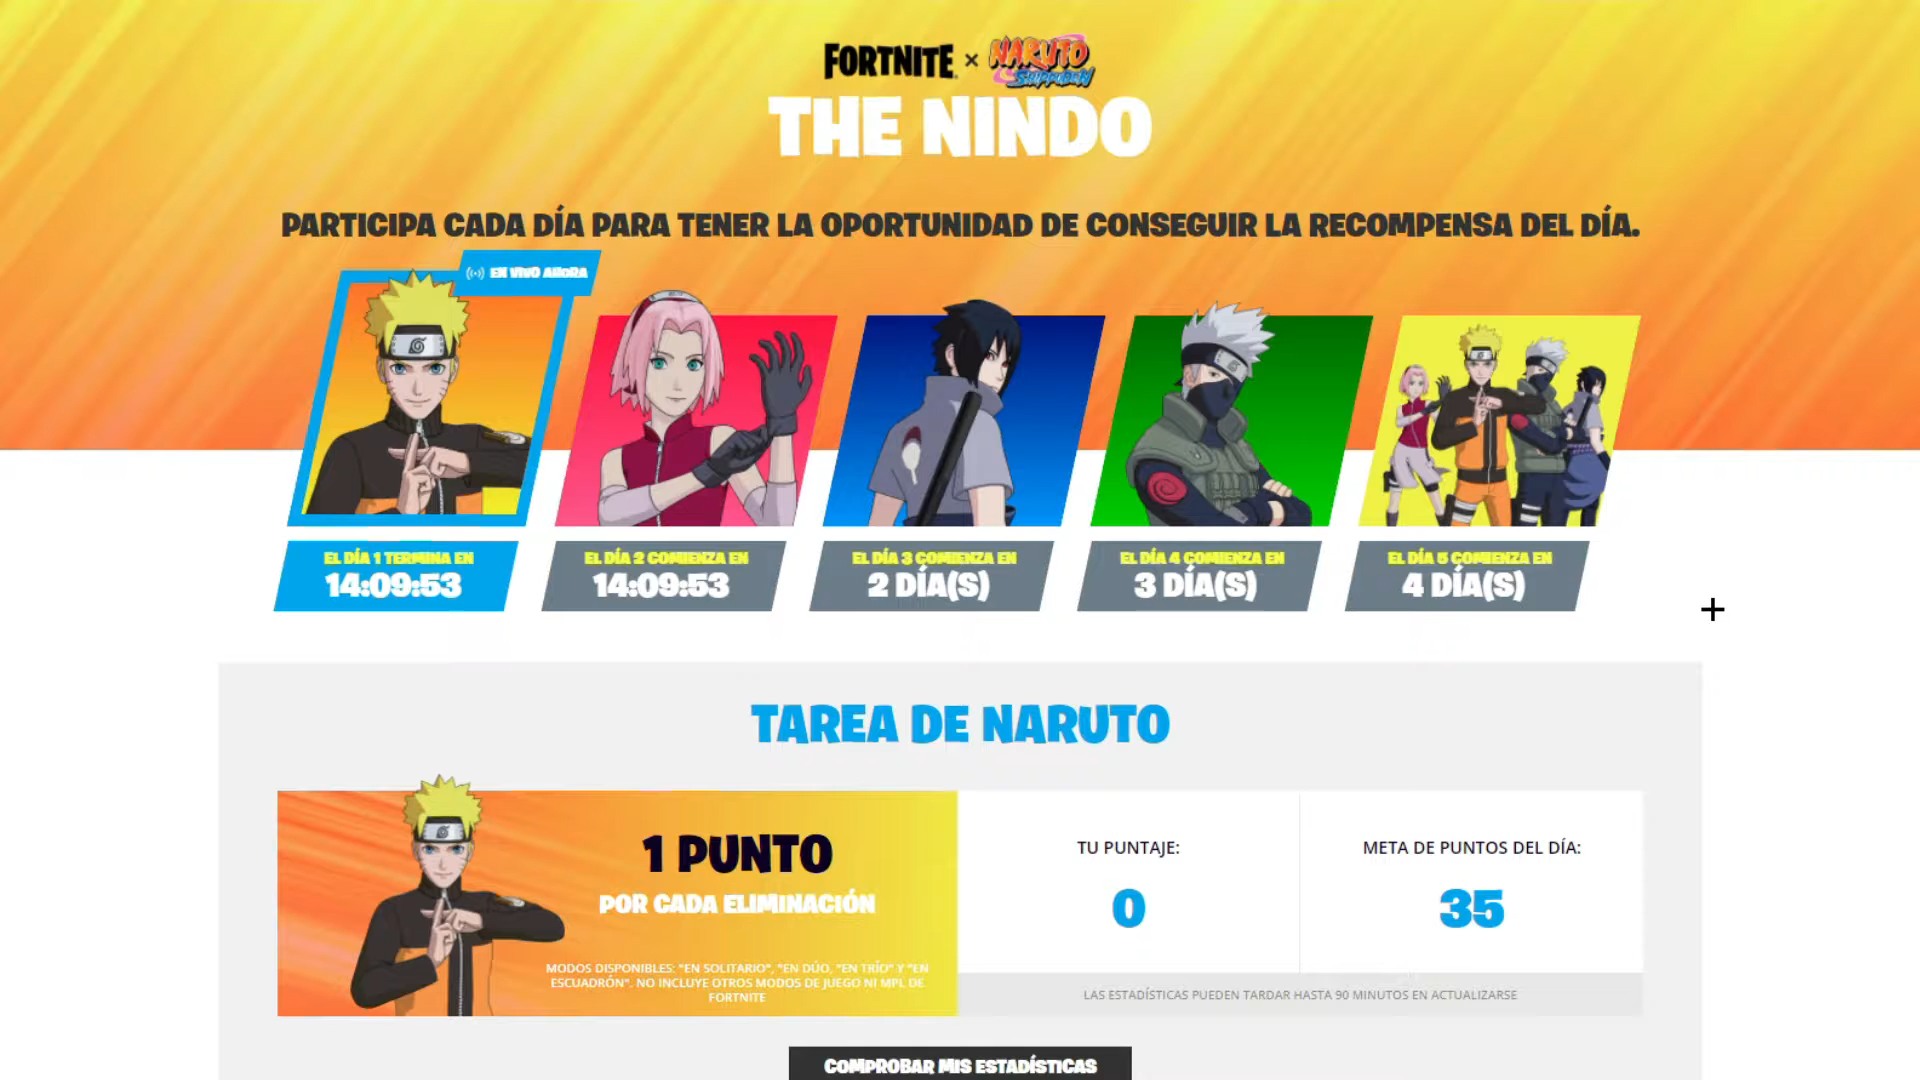 FORTNITE × NARUTO SHIPPUDEN
THE NINDO
PARTICIPA CADA DÍA PARA TENER LA OPORTUNIDAD DE CONSEGUIR LA RECOMPENSA DEL DÍA.
EN VIVO AHORA
EL DÍA 1 TERMINA EN
14:09:53
EL DÍA 2 COMIENZA EN
14:09:53
EL DÍA 3 COMIENZA EN
2 DÍA(S)
EL DÍA 4 COMIENZA EN
3 DÍA(S)
EL DÍA 5 COMIENZA EN
4 DÍA(S)
TAREA DE NARUTO
1 PUNTO
POR CADA ELIMINACIÓN
MODOS DISPONIBLES: "EN SOLITARIO", "EN DÚO, "EN TRÍO" Y "EN
ESCUADRÓN". NO INCLUYE OTROS MODOS DE JUEGO NI MPL DE
FORTNITE
TU PUNTAJE:
0
META DE PUNTOS DEL DÍA:
35
LAS ESTADÍSTICAS PUEDEN TARDAR HASTA 90 MINUTOS EN ACTUALIZARSE
COMPROBAR MIS ESTADÍSTICAS